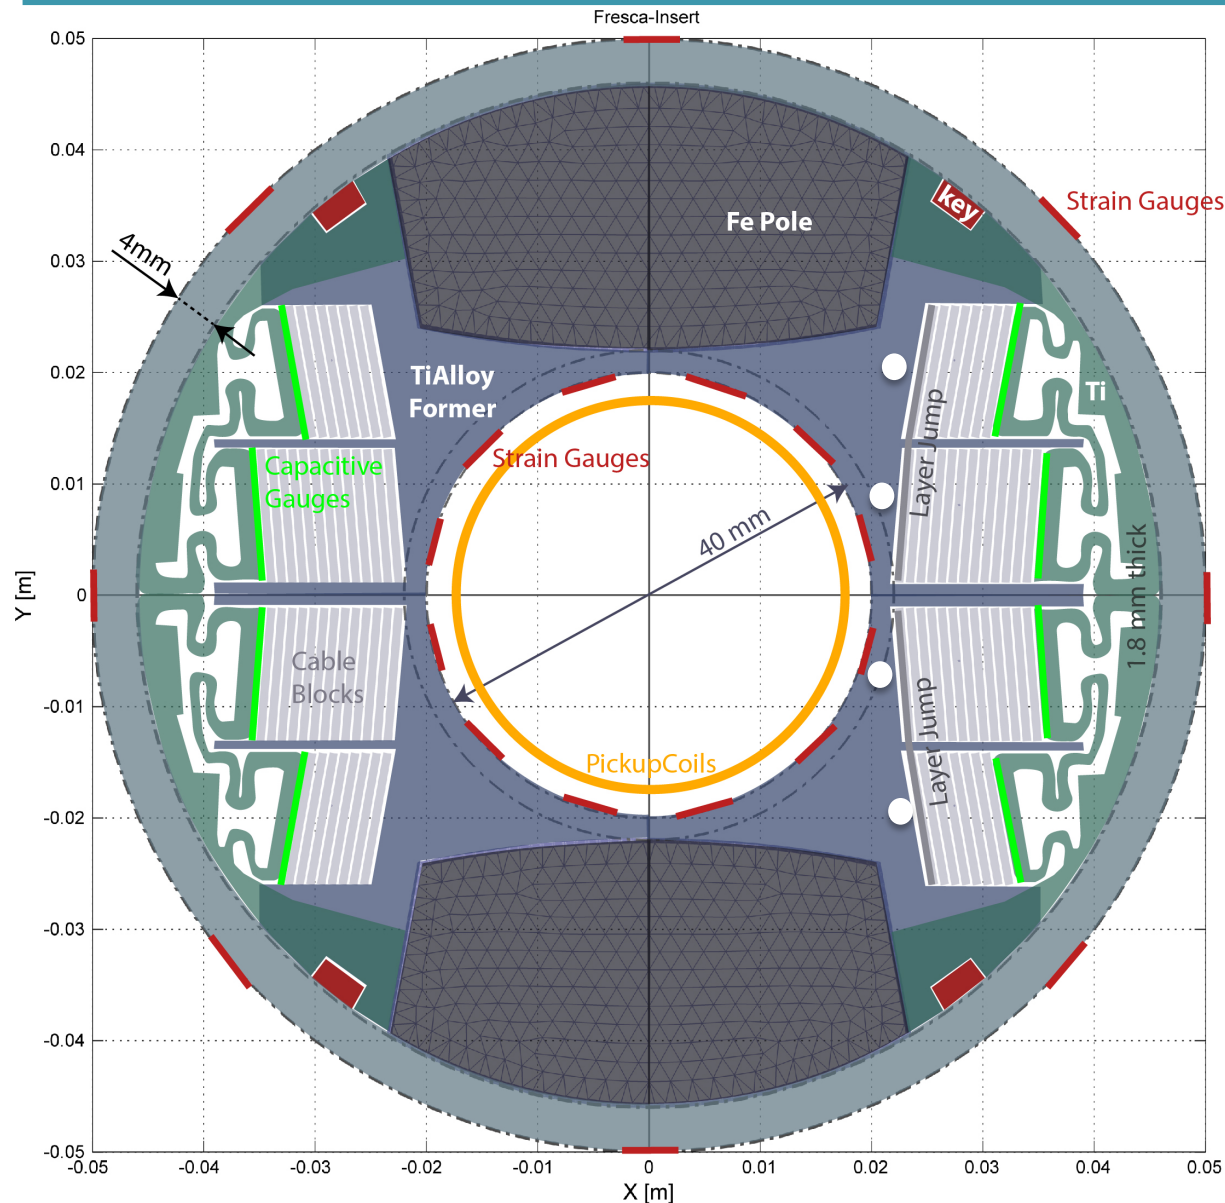 Fresca-Insert
0.05
0.04
0.03
0.02
0.01
0
-0.01
-0.02
-0.03
-0.04
-0.05
Y [m]
4mm
Fe Pole
key
Strain Gauges
TiAlloy
Former
Ti
Capacitive
Gauges
Strain Gauges
Layer Jump
40 mm
1.8 mm thick
Cable
Blocks
Layer Jump
PickupCoils
-0.05
-0.04
-0.03
-0.02
-0.01
0
0.01
0.02
0.03
0.04
0.05
X [m]